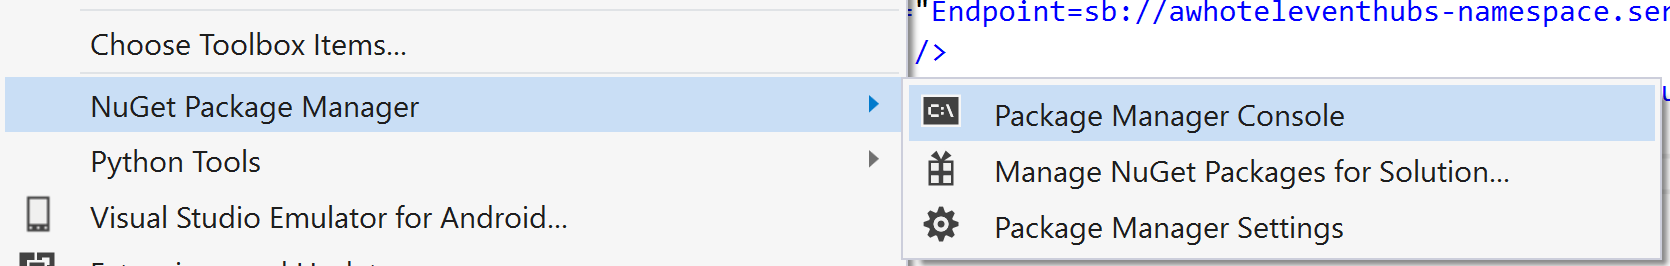 "Endpoint=sb://awhoteleventhubs-namespace.ser
Choose Toolbox Items...
/>
NuGet Package Manager
C:\
Package Manager Console
Python Tools
Manage NuGet Packages for Solution...
Visual Studio Emulator for Android...
Package Manager Settings